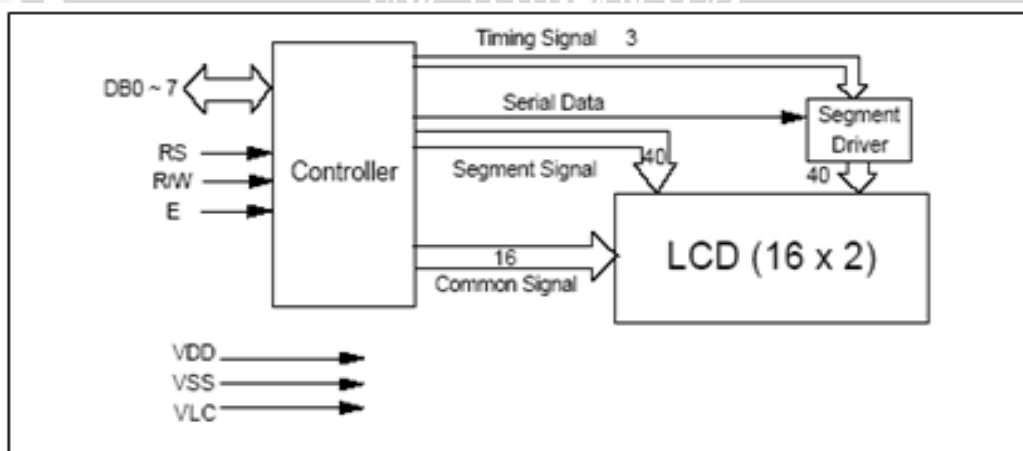 Timing Signal 3
DB0 ~ 7
Serial Data
Segment
Driver
RS
R/W
E
Controller
40
Segment Signal
40
LCD (16 x 2)
16
Common Signal
VDD
VSS
VLC